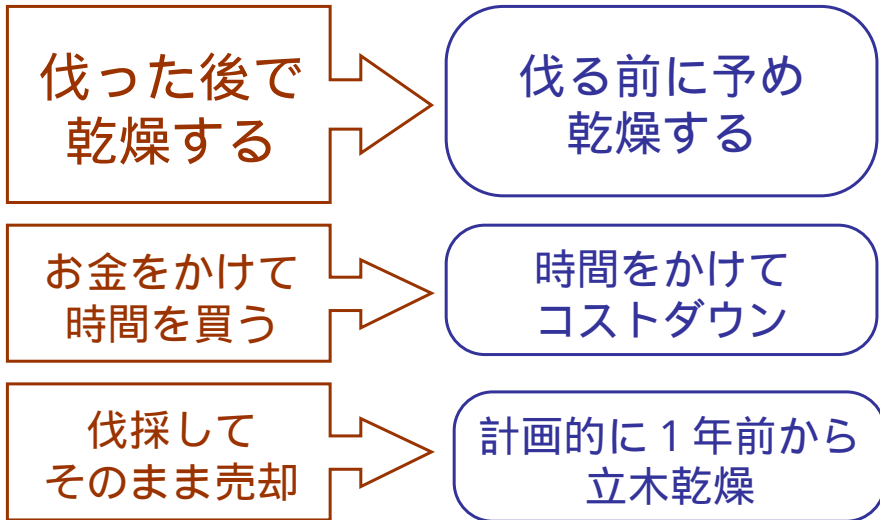 伐った後で
乾燥する
伐る前に予め
乾燥する
お金をかけて
時間を買う
時間をかけて
コストダウン
伐採して
そのまま売却
計画的に１年前から
立木乾燥